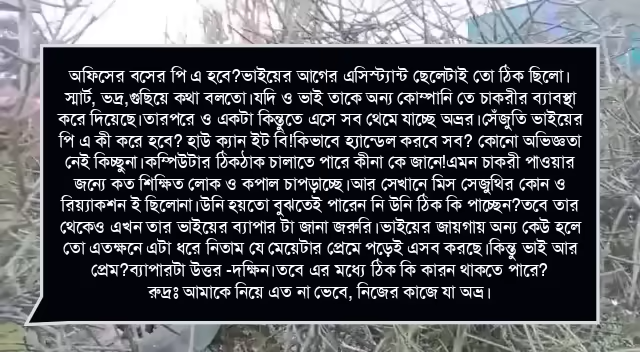 অফিসের বসের পি এ হবে?ভাইয়ের আগের এসিস্ট্যান্ট ছেলেটাই তো ঠিক ছিলো।
স্মার্ট, ভদ্র,গুছিয়ে কথা বলতো।যদি ও ভাই তাকে অন্য কোম্পানি তে চাকরীর ব্যাবস্থা
করে দিয়েছে।তারপরে ও একটা কিন্তুতে এসে সব থেমে যাচ্ছে অভ্রর।সেঁজুতি ভাইয়ের
পি এ কী করে হবে? হাউ ক্যান ইট বি!কিভাবে হ্যান্ডেল করবে সব? কোনো অভিজ্ঞতা
নেই কিচ্ছুনা।কম্পিউটার ঠিকঠাক চালাতে পারে কীনা কে জানে!এমন চাকরী পাওয়ার
জন্যে কত শিক্ষিত লোক ও কপাল চাপড়াচ্ছে।আর সেখানে মিস সেজুথির কোন ও
রিয়্যাকশন ই ছিলোনা।উনি হয়তো বুঝতেই পারেন নি উনি ঠিক কি পাচ্ছেন?তবে তার
থেকেও এখন তার ভাইয়ের ব্যাপার টা জানা জরুরি।ভাইয়ের জায়গায় অন্য কেউ হলে
তো এতক্ষনে এটা ধরে নিতাম যে মেয়েটার প্রেমে পড়েই এসব করছে।কিন্তু ভাই আর
প্রেম?ব্যাপারটা উত্তর -দক্ষিন।তবে এর মধ্যে ঠিক কি কারন থাকতে পারে?
রুদ্রঃ আমাকে নিয়ে এত না ভেবে, নিজের কাজে যা অভ্র।